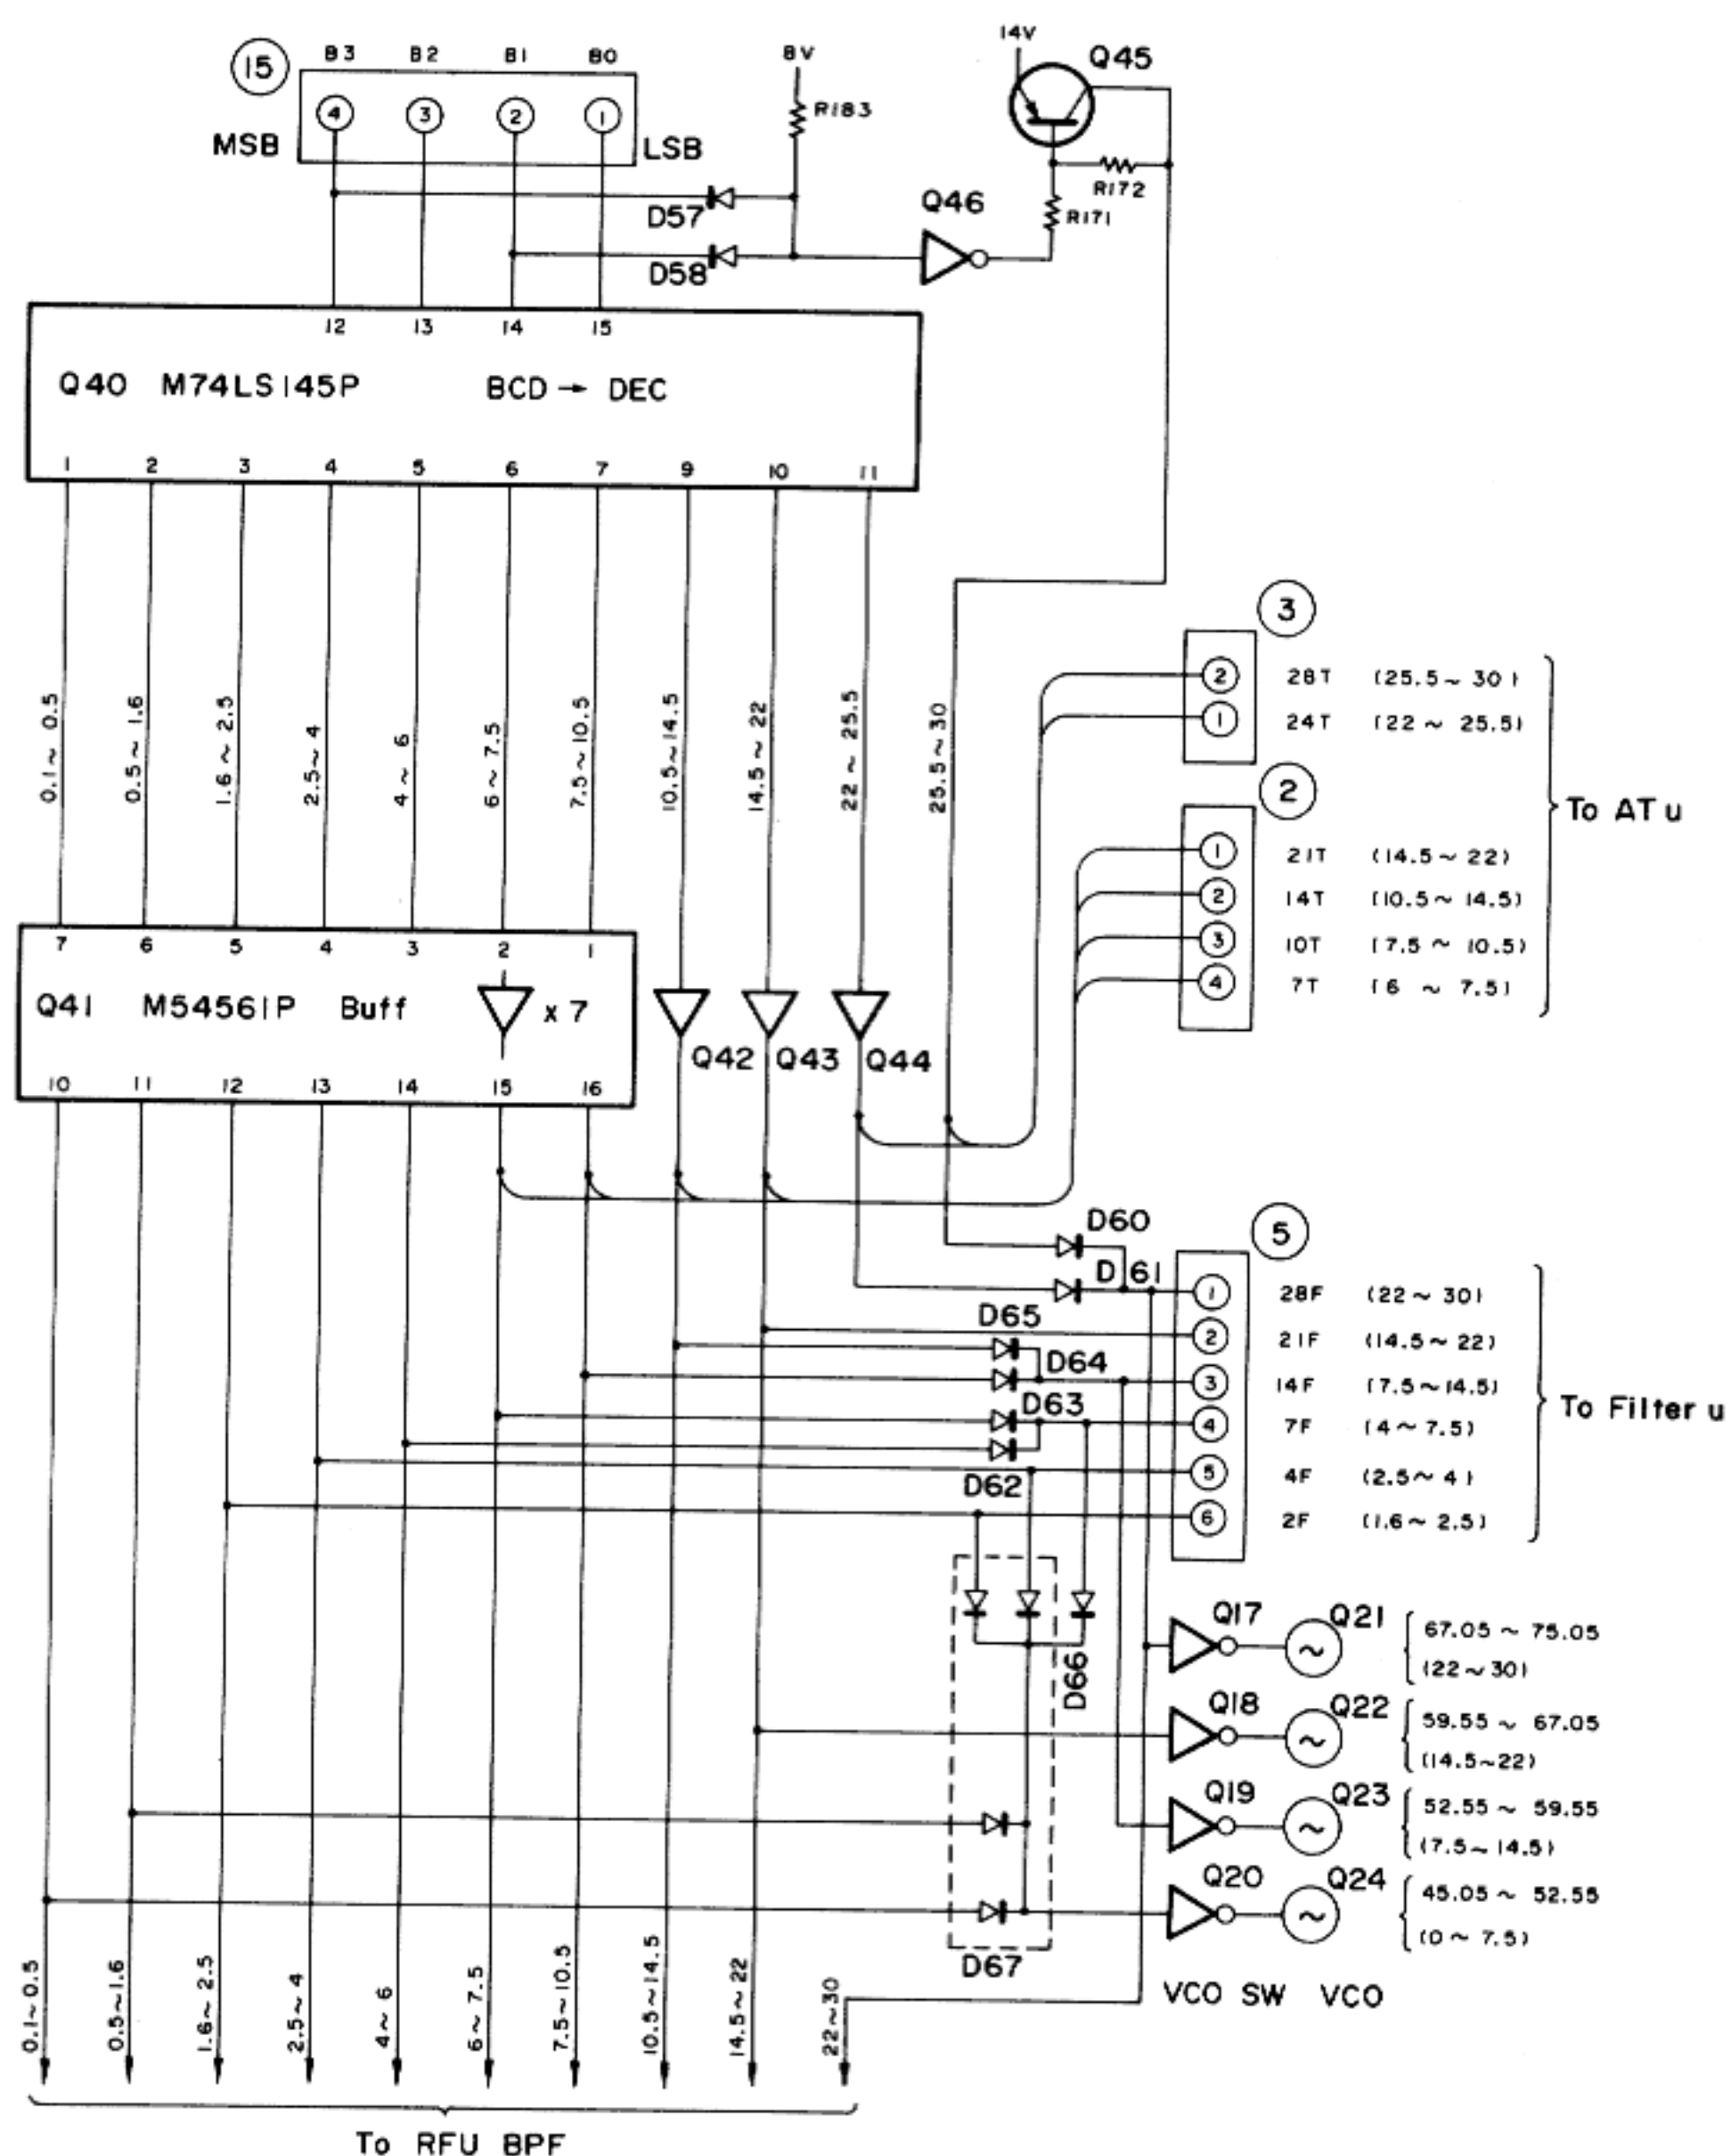 14V
Q45
15
B3 B2 B1 B0
8V
4 3 2 1
R183
MSB
LSB
R172
Q46
R171
D57
D58
12 13 14 15
Q40 M74LS145P BCD → DEC
1 2 3 4 5 6 7 9 10 11
0.1~0.5
0.5~1.6
1.6~2.5
2.5~4
4~6
6~7.5
7.5~10.5
10.5~14.5
14.5~22
22~25.5
25.5~30
3
2 28T (25.5~30)
1 24T (22~25.5)
2
1 21T (14.5~22)
2 14T (10.5~14.5)
3 10T (7.5~10.5)
4 7T (6~7.5)
To ATu
7 6 5 4 3 2 1
Q41 M54561P Buff x 7
Q42 Q43 Q44
10 11 12 13 14 15 16
D60
5
D61
1 28F (22~30)
D65
2 21F (14.5~22)
D64
3 14F (7.5~14.5)
D63
4 7F (4~7.5)
5 4F (2.5~4)
D62
6 2F (1.6~2.5)
To Filter u
D66
Q17 Q21 67.05~75.05
(22~30)
Q18 Q22 59.55~67.05
(14.5~22)
Q19 Q23 52.55~59.55
(7.5~14.5)
Q20 Q24 45.05~52.55
(0~7.5)
D67
VCO SW VCO
0.1~0.5
0.5~1.6
1.6~2.5
2.5~4
4~6
6~7.5
7.5~10.5
10.5~14.5
14.5~22
22~30
To RFU BPF